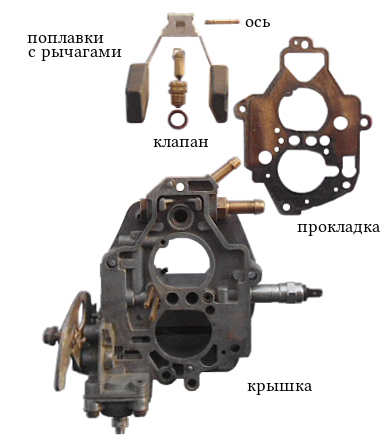 поплавки
с рычагами
ось
клапан
прокладка
крышка